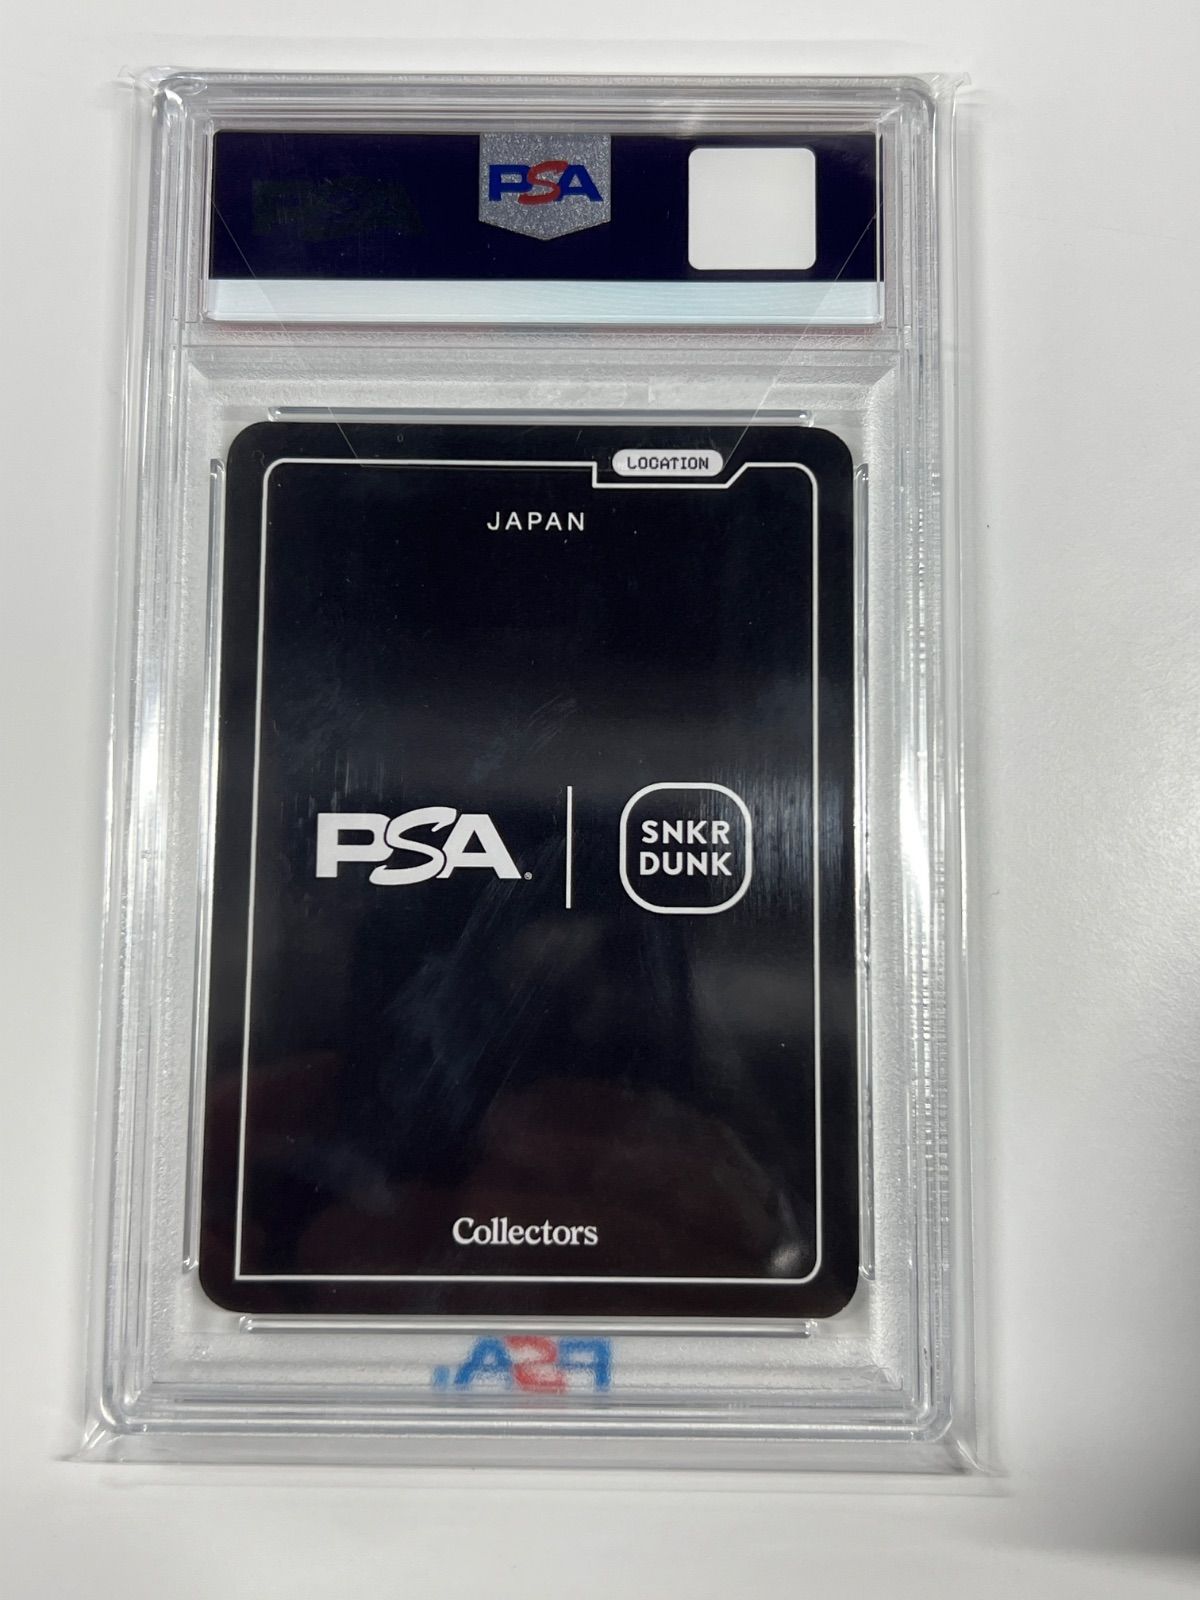 PSA
LOCATION
JAPAN
PSA®
SNKR
DUNK
Collectors
PSA